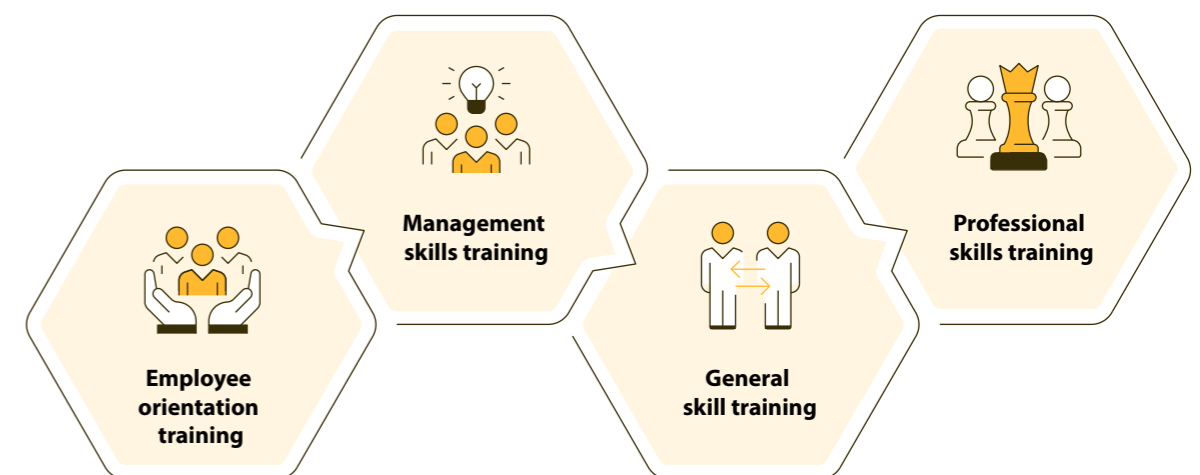 Employee
orientation
training
Management
skills training
General
skill training
Professional
skills training